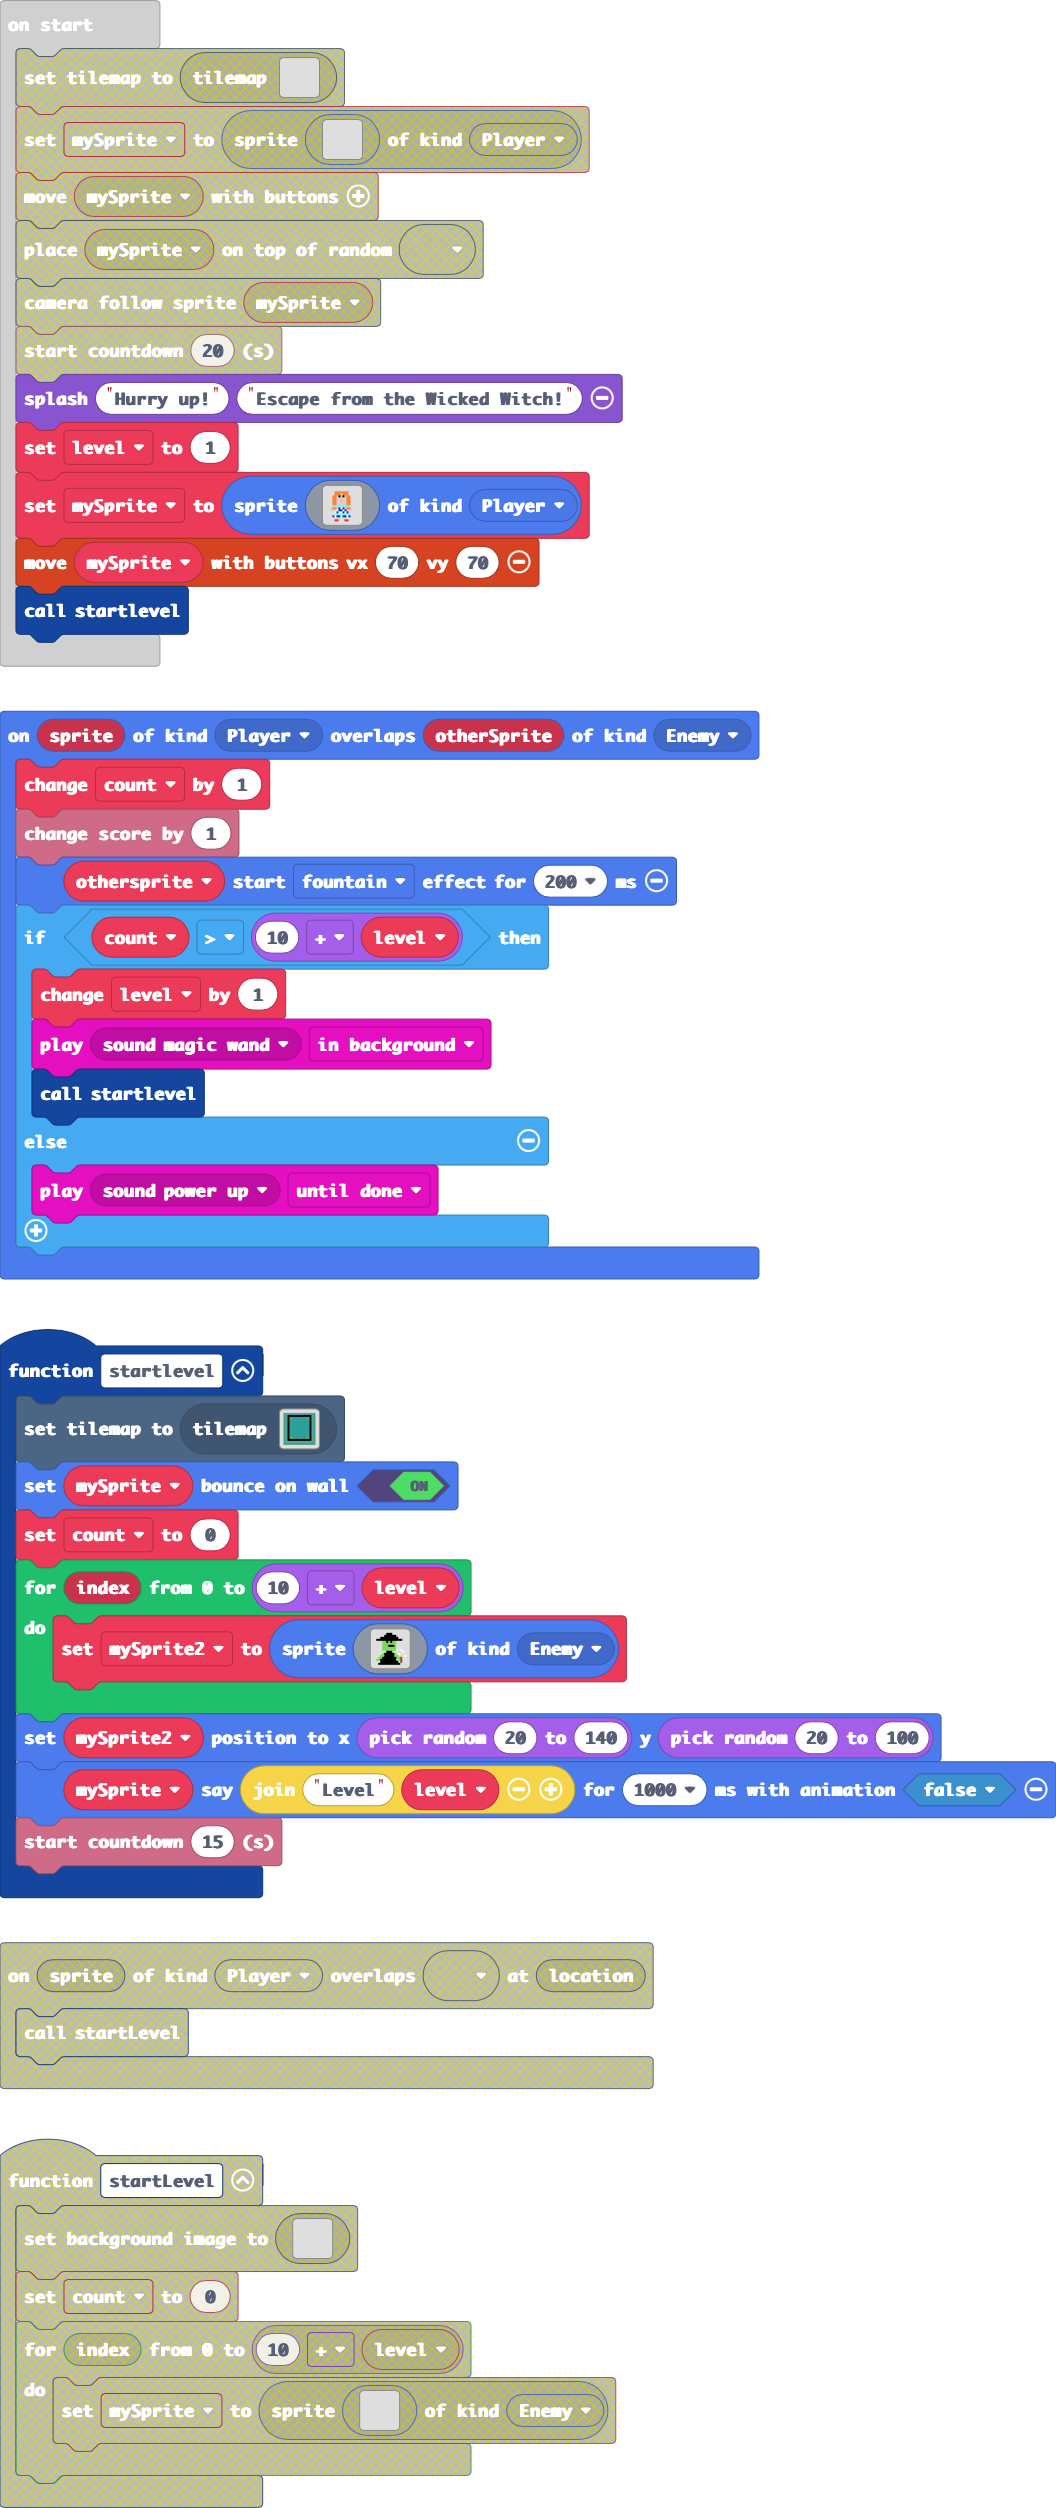 on start
set tilemap to tilemap
set mySprite to sprite of kind Player
move mySprite with buttons
place mySprite on top of random
camera follow sprite mySprite
start countdown 20 (s)
splash "Hurry up!" "Escape from the Wicked Witch!"
set level to 1
set mySprite to sprite of kind Player
move mySprite with buttons vx 70 vy 70
call startlevel
on sprite of kind Player overlaps otherSprite of kind Enemy
change count by 1
change score by 1
othersprite start fountain effect for 200 ms
if count > 10 + level then
change level by 1
play sound magic wand in background
call startlevel
else
play sound power up until done
function startlevel
set tilemap to tilemap
set mySprite bounce on wall ON
set count to 0
for index from 0 to 10 + level
do
set mySprite2 to sprite of kind Enemy
set mySprite2 position to x pick random 20 to 140 y pick random 20 to 100
mySprite say join "Level" level for 1000 ms with animation false
start countdown 15 (s)
on sprite of kind Player overlaps at location
call startLevel
function startLevel
set background image to
set count to 0
for index from 0 to 10 + level
do
set mySprite to sprite of kind Enemy